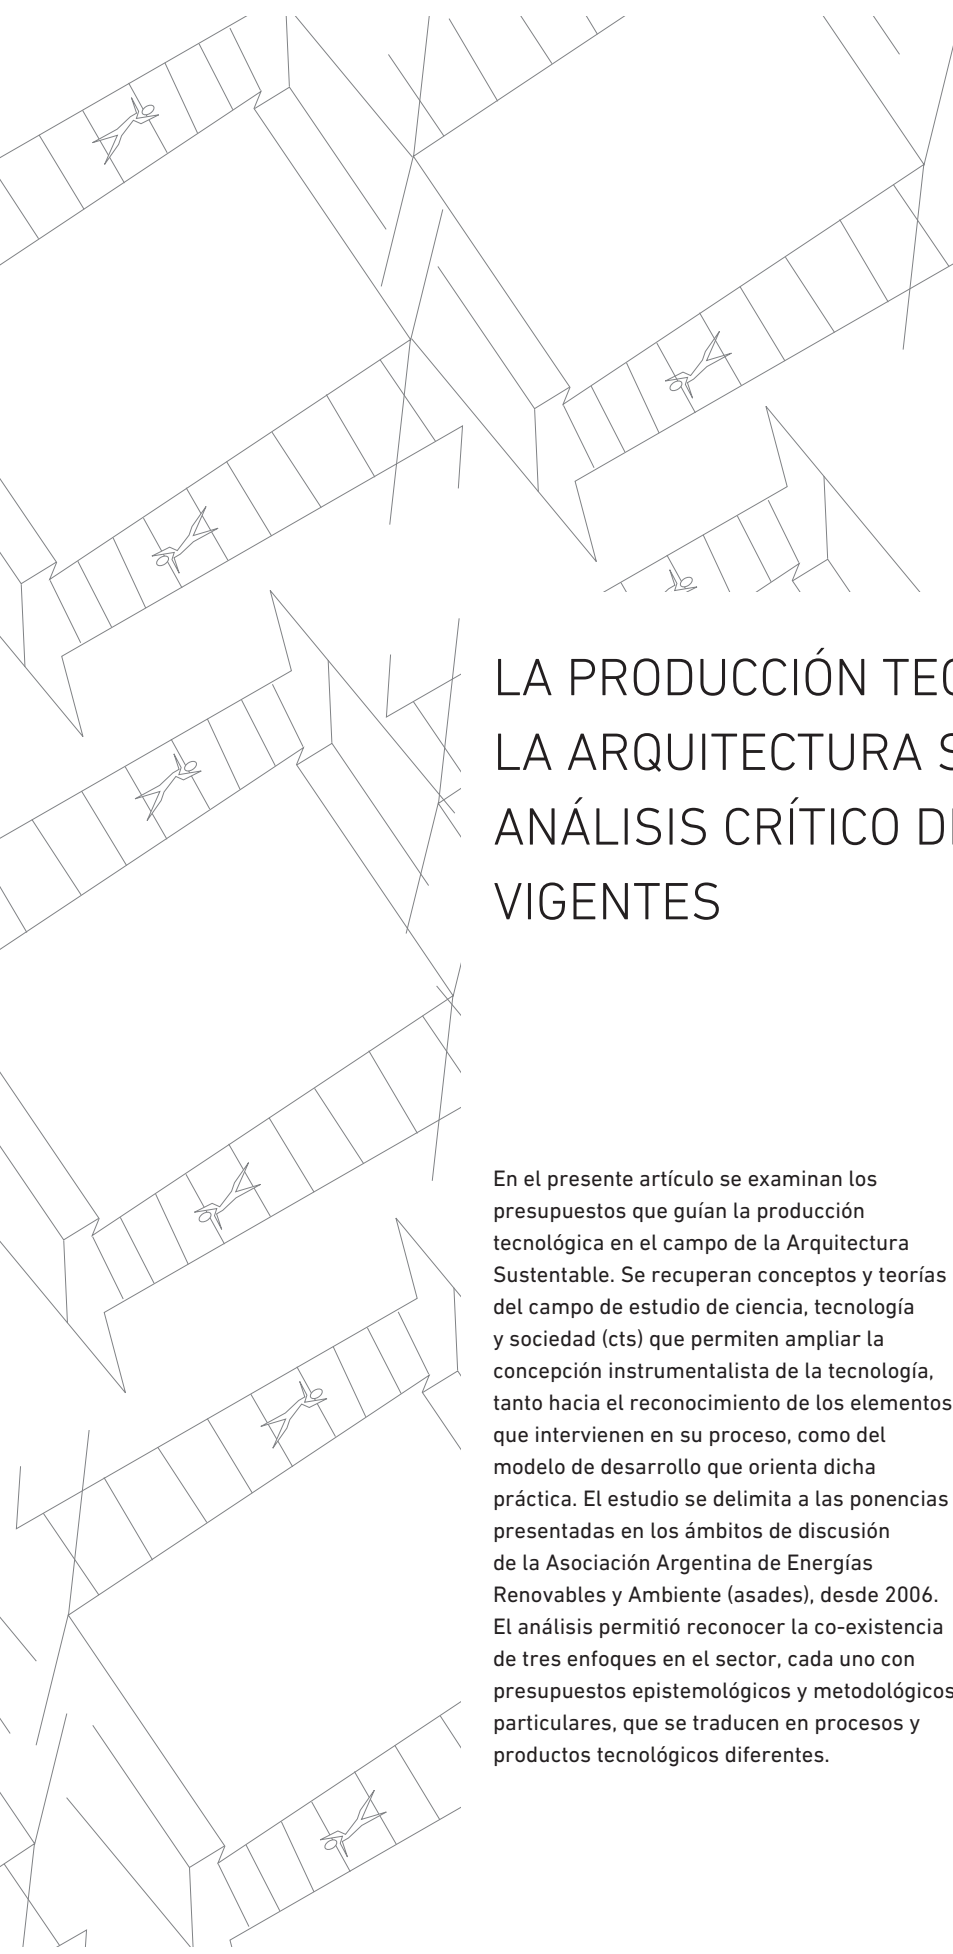 LA PRODUCCIÓN
LA ARQUITECTURA
ANÁLISIS CRÍTICO
VIGENTES
En el presente artículo se examinan los
presupuestos que guían la producción
tecnológica en el campo de la Arquitectura
Sustentable. Se recuperan conceptos y teorías
del campo de estudio de ciencia, tecnología
y sociedad (cts) que permiten ampliar la
concepción instrumentalista de la tecnología,
tanto hacia el reconocimiento de los elementos
que intervienen en su proceso, como del
modelo de desarrollo que orienta dicha
práctica. El estudio se delimita a las ponencias
presentadas en los ámbitos de discusión
de la Asociación Argentina de Energías
Renovables y Ambiente (asades), desde 2006.
El análisis permitió reconocer la co-existencia
de tres enfoques en el sector, cada uno con
presupuestos epistemológicos y metodológicos
particulares, que se traducen en procesos y
productos tecnológicos diferentes.